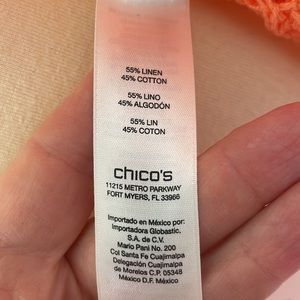 55% LINEN
45% COTTON
55% LINO
45% ALGODÓN
55% LIN
45% COTON
chico's
11215 METRO PARKWAY
FORT MYERS, FL 33966
Importado en México por:
Importadora Globastic,
S.A. de C.V.
Mario Pani No. 200
Col Santa Fe Cuajimalpa
Delegación Cuajimalpa
de Morelos C.P. 05348
México D.F. México